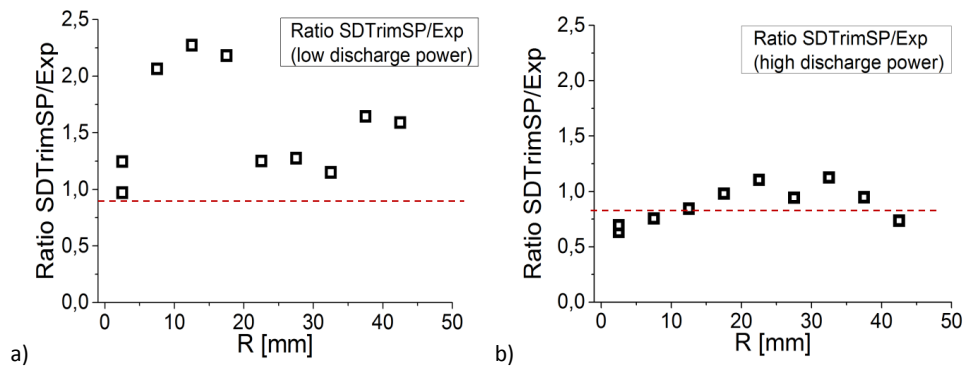 Ratio SDTrimSP/Exp
2,5
2,0
1,5
1,0
0,5
0,0
Ratio SDTrimSP/Exp
(low discharge power)
0
10
20
30
40
50
R [mm]
a)
Ratio SDTrimSP/Exp
2,5
2,0
1,5
1,0
0,5
0,0
Ratio SDTrimSP/Exp
(high discharge power)
0
10
20
30
40
50
R [mm]
b)